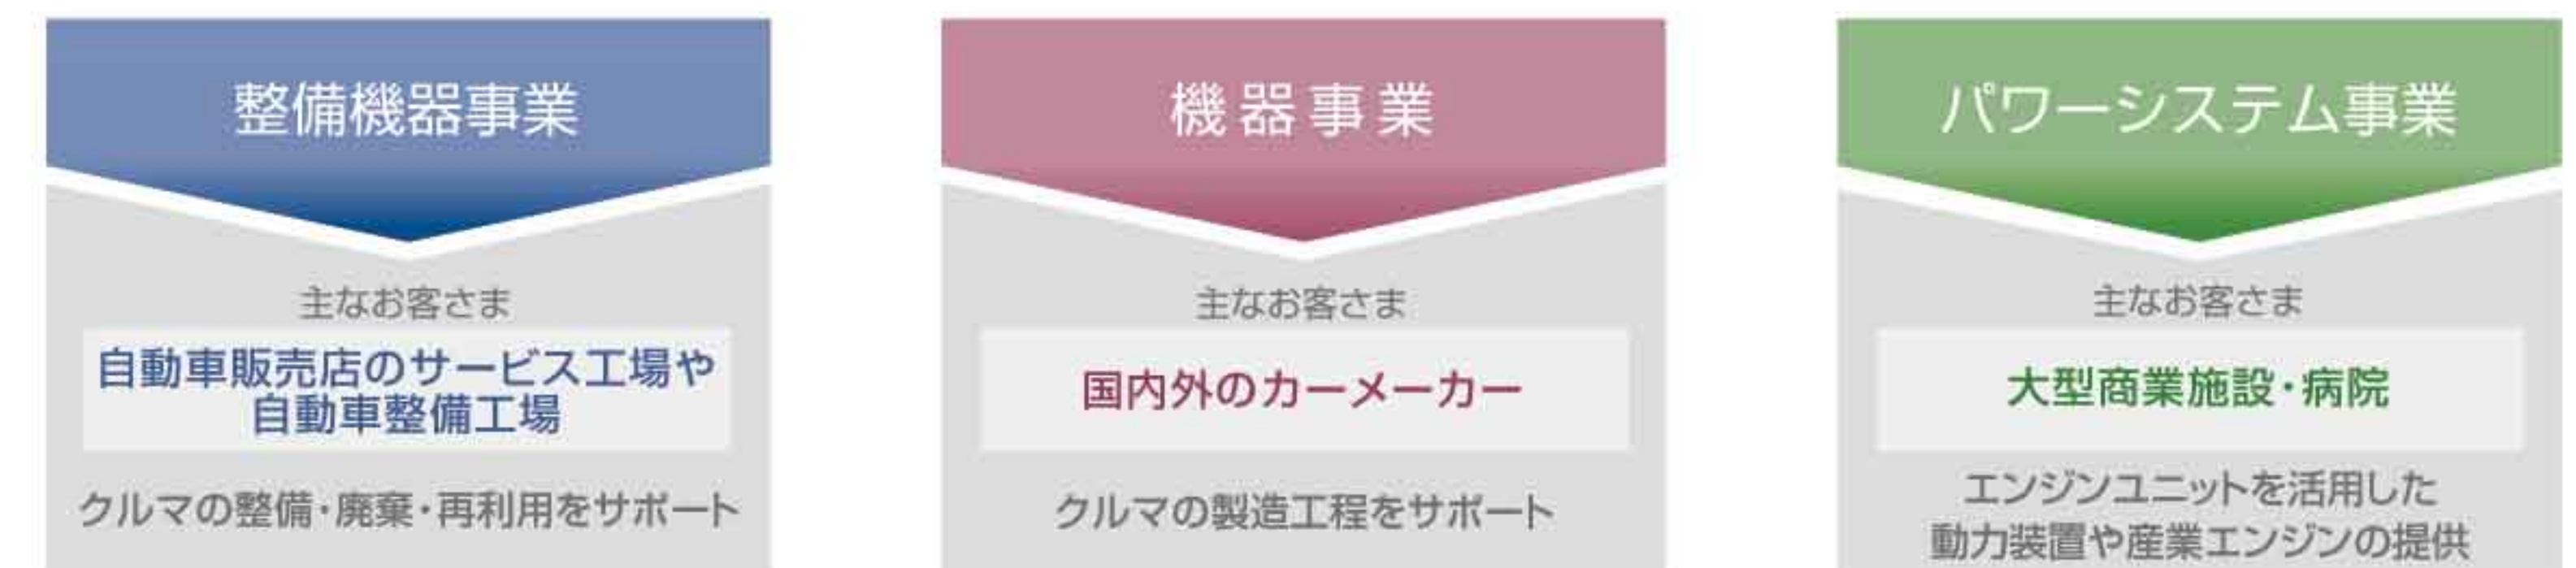 整備機器事業
主なお客さま
自動車販売店のサービス工場や
自動車整備工場
クルマの整備・廃棄・再利用をサポート
機器事業
主なお客さま
国内外のカーメーカー
クルマの製造工程をサポート
パワーシステム事業
主なお客さま
大型商業施設・病院
エンジンユニットを活用した
動力装置や産業エンジンの提供